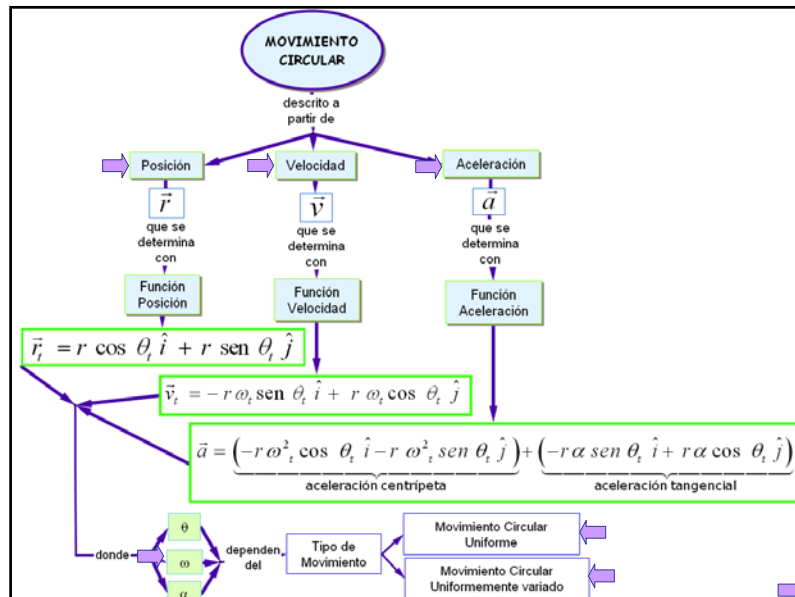 MOVIMIENTO
CIRCULAR
descrito a
partir de
Posición
Velocidad
Aceleración
r⃗
v⃗
a⃗
que se
determina
con
que se
determina
con
que se
determina
con
Función
Posición
Función
Velocidad
Función
Aceleración
r⃗ₜ = r cos θₜ î + r sen θₜ ĵ
v⃗ₜ = − r ωₜ sen θₜ î + r ωₜ cos θₜ ĵ
a⃗ = (−r ω²ₜ cos θₜ î − r ω²ₜ sen θₜ ĵ) + (−r α sen θₜ î + r α cos θₜ ĵ)
aceleración centrípeta
aceleración tangencial
donde
θ
ω
α
dependen
del
Tipo de
Movimiento
Movimiento Circular
Uniforme
Movimiento Circular
Uniformemente variado